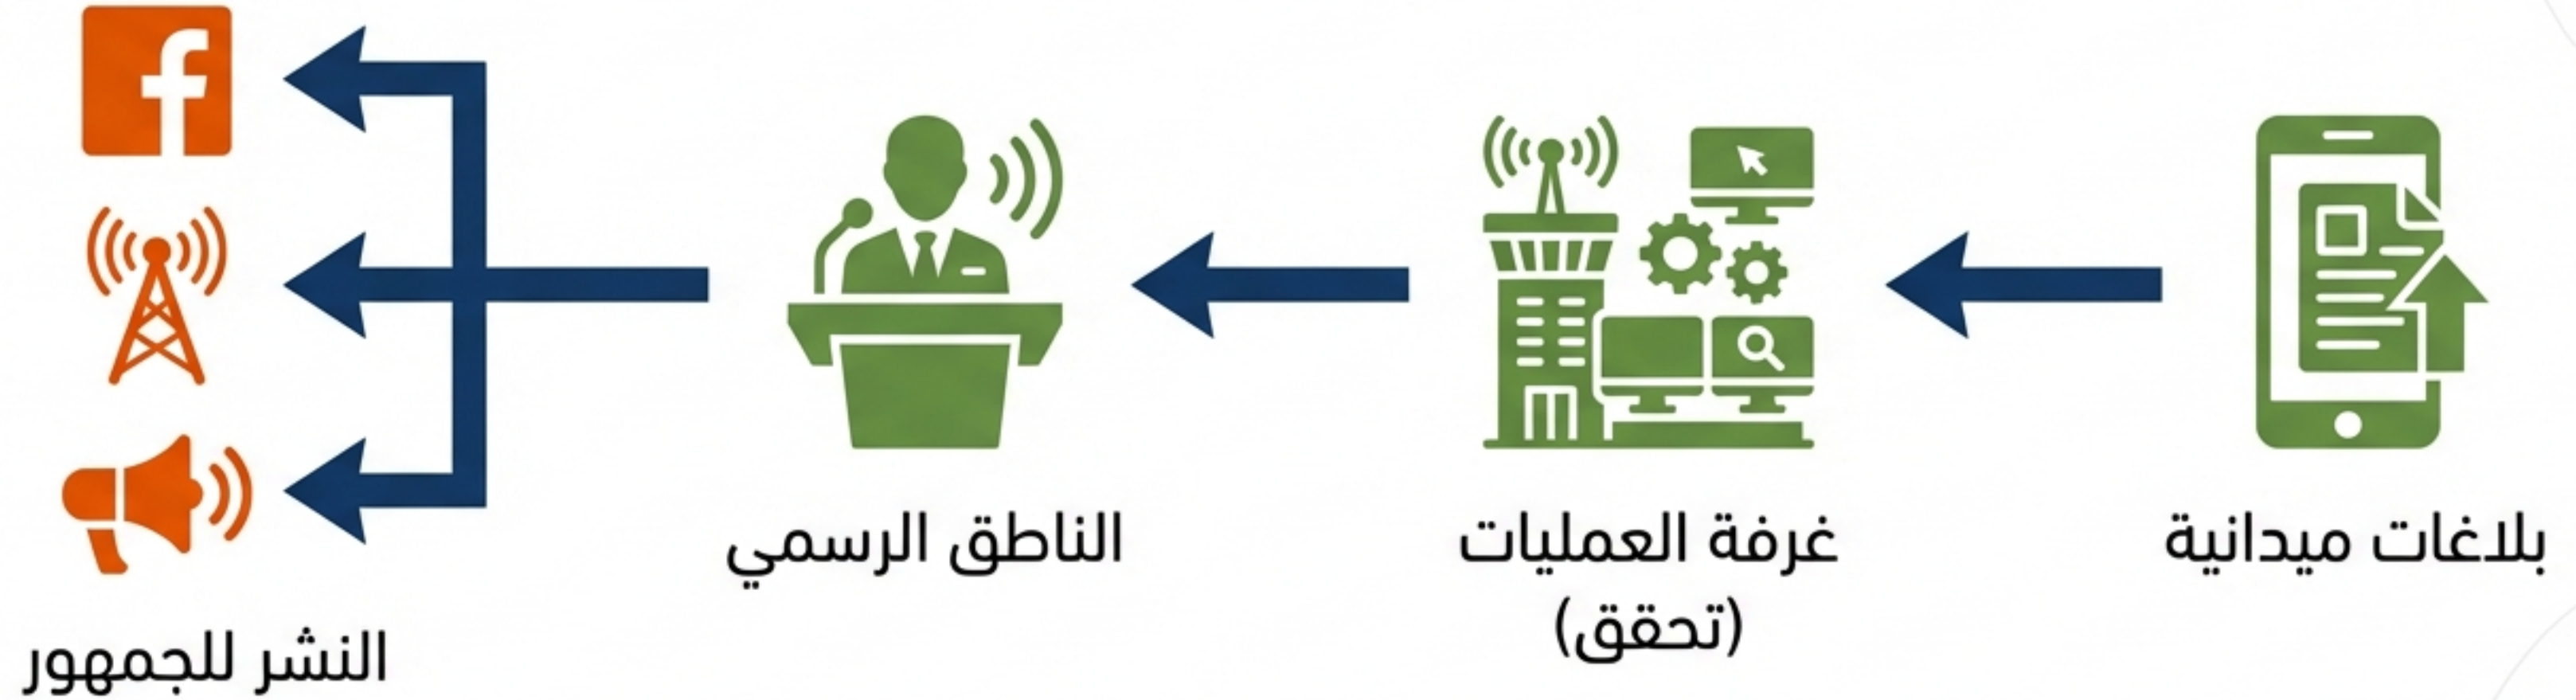 بلاغات ميدانية
غرفة العمليات
(تحقق)
الناطق الرسمي
النشر للجمهور